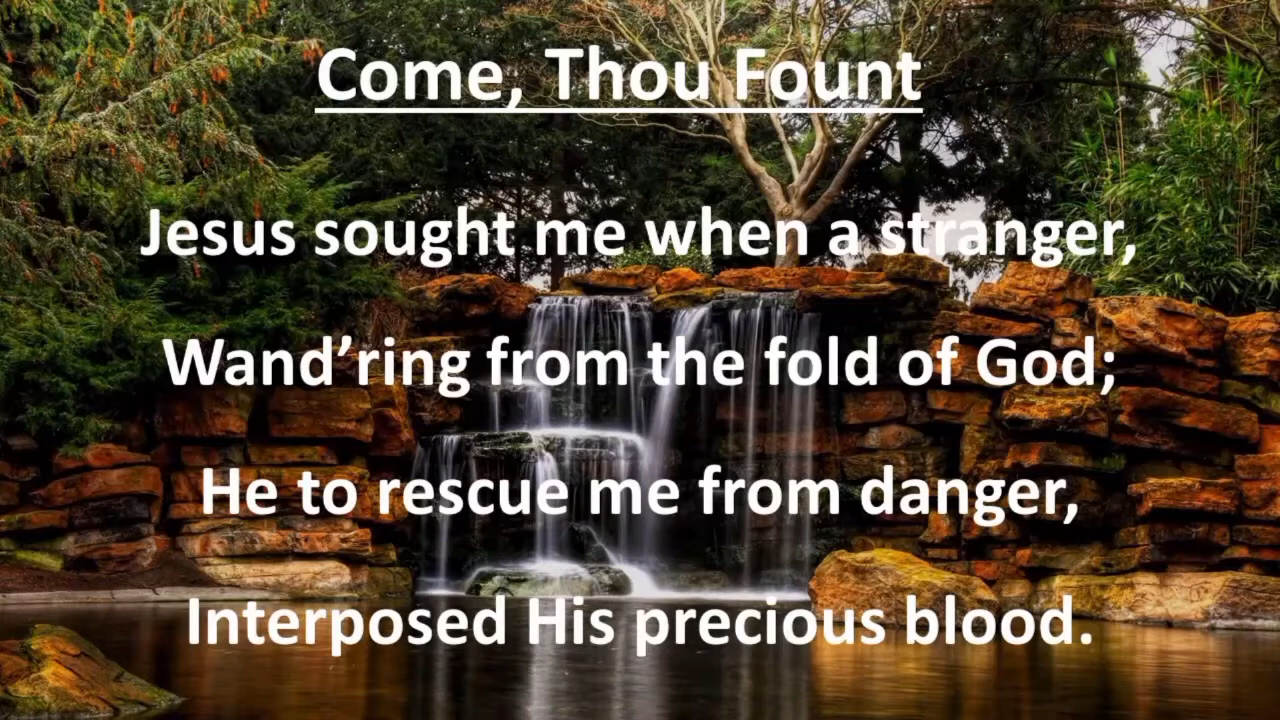 Come, Thou Fount
Jesus sought me when a stranger,
Wand’ring from the fold of God;
He to rescue me from danger,
Interposed His precious blood.